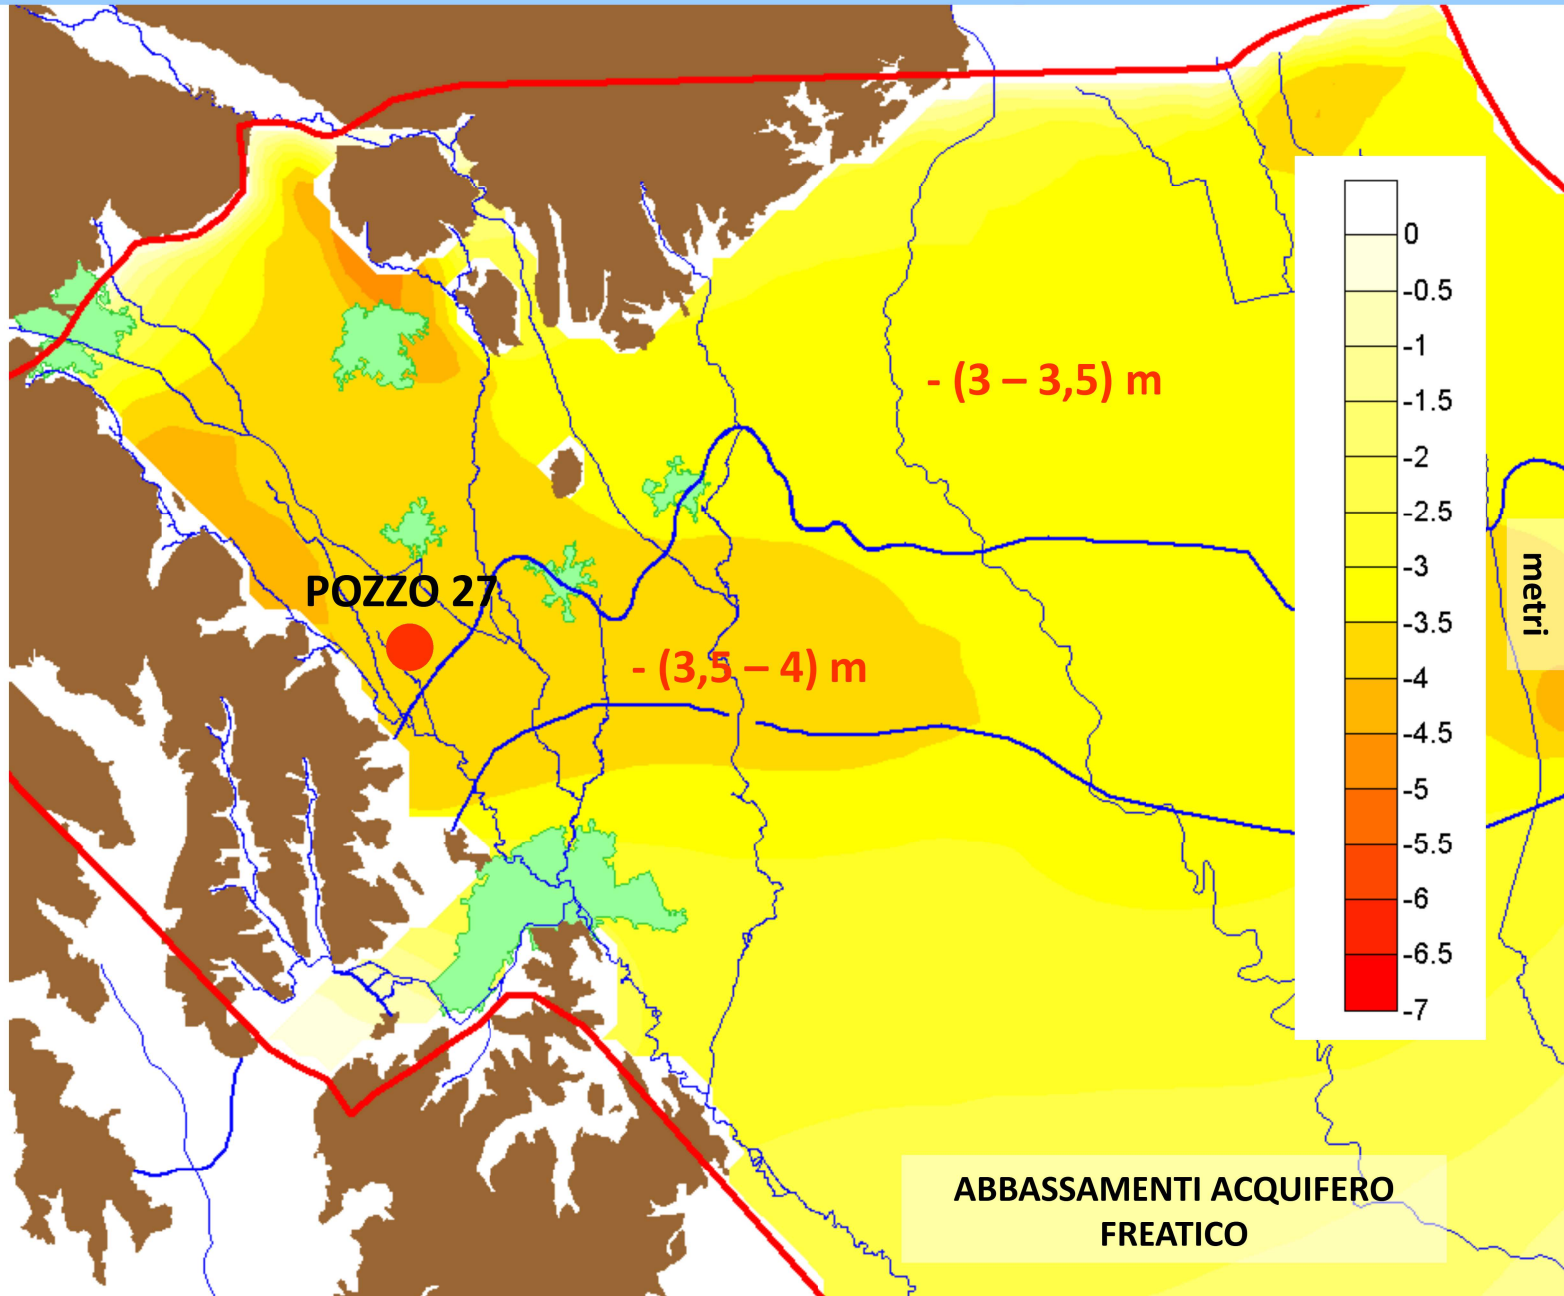 - (3 – 3,5) m
POZZO 27
- (3,5 – 4) m
0
-0.5
-1
-1.5
-2
-2.5
-3
-3.5
-4
-4.5
-5
-5.5
-6
-6.5
-7
metri
ABBASSAMENTI ACQUIFERO
FREATICO